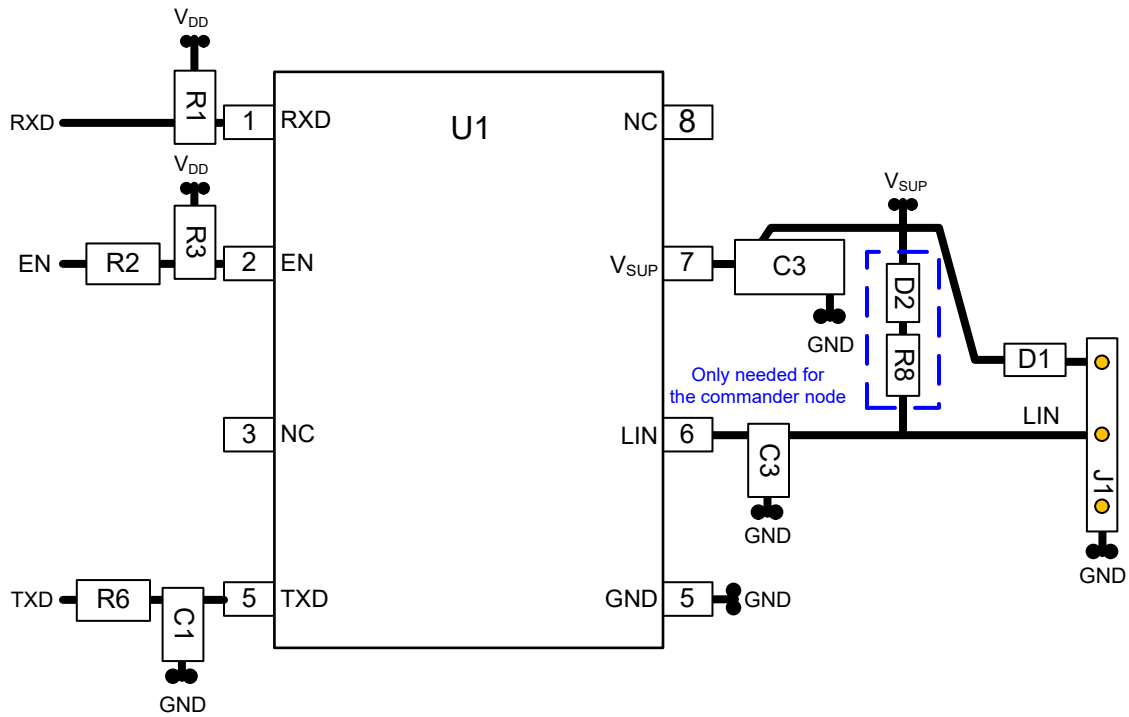 VDD
R1
RXD
1
RXD
U1
NC
8
VDD
R3
EN
R2
2
EN
VSUP
VSUP
7
C3
D2
GND
R8
D1
Only needed for
the commander node
3
NC
LIN
6
C3
LIN
J1
GND
GND
TXD
R6
C1
5
TXD
GND
5
GND
GND